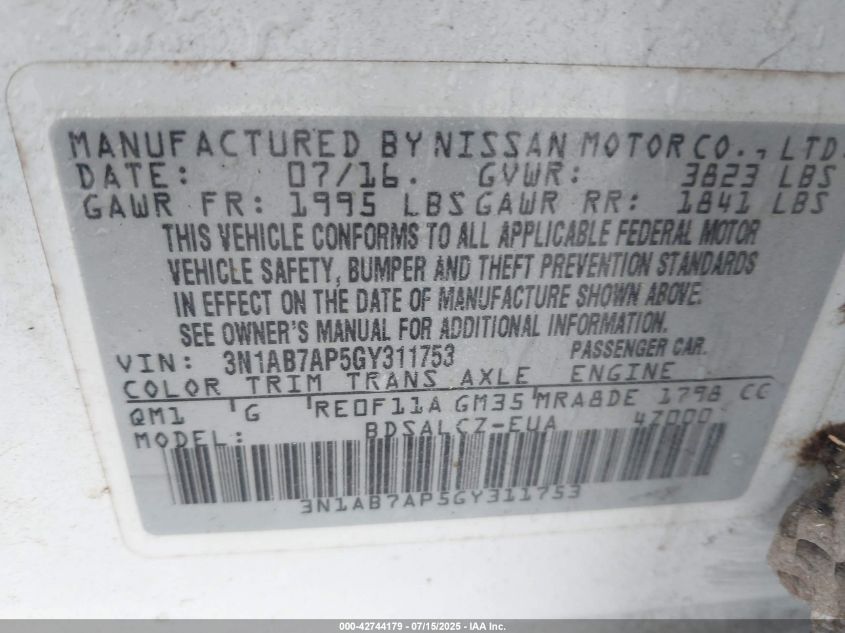 MANUFACTURED BY NISSAN MOTOR CO., LTD.
DATE: 07/16. GVWR: 3823 LBS
GAWR FR: 1995 LBS GAWR RR: 1841 LBS
THIS VEHICLE CONFORMS TO ALL APPLICABLE FEDERAL MOTOR
VEHICLE SAFETY, BUMPER AND THEFT PREVENTION STANDARDS
IN EFFECT ON THE DATE OF MANUFACTURE SHOWN ABOVE.
SEE OWNER'S MANUAL FOR ADDITIONAL INFORMATION.
VIN: 3N1AB7AP5GY311753 PASSENGER CAR.
COLOR TRIM TRANS AXLE ENGINE
QM1 G RE0F11A GM35 MRA8DE 1798 CC
MODEL: BDSALCZ-EUA 47000
3N1AB7AP5GY311753
000-42744179 - 07/15/2025 - IAA Inc.